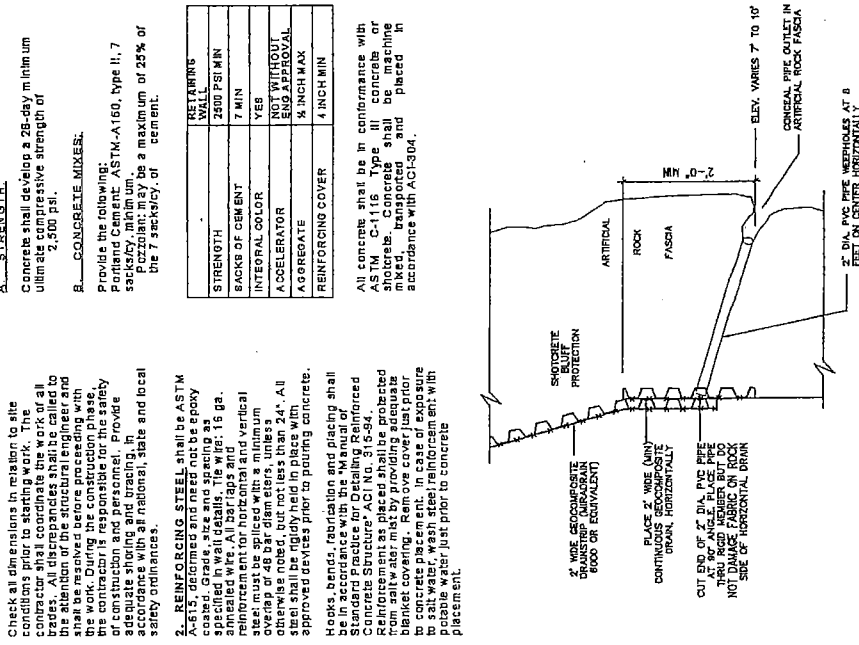 Check all dimensions in relation to site
conditions prior to starting work. The
contractor shall coordinate the work of all
trades. All discrepancies shall be called to
the attention of the structural engineer and
shall be resolved before proceeding with
the work. During the construction phase,
the contractor is responsible for the safety
of construction and personnel. Provide
adequate shoring and bracing, in
accordance with all national, state and local
safety ordinances.
2. REINFORCING STEEL shall be ASTM
A-615, deformed and need not be epoxy
coated. Grade, size and spacing as
specified in wall details. Tie wire: 16 ga.
annealed wire. All bar laps and
reinforcement for horizontal and vertical
steel must be spliced with a minimum
overlap of 48 bar diameters, unless
otherwise noted, but not less than 24". All
steel shall be rigidly held in place with
approved devices prior to pouring concrete.
Hooks, bends, fabrication and placing shall
be in accordance with the "Manual of
Standard Practice for Detailing Reinforced
Concrete Structure" ACI No. 315-94.
Reinforcement as placed shall be protected
from salt water mist by providing adequate
blanket covering. Remove cover just prior
to concrete placement. In case of exposure
to salt water, wash steel reinforcement with
potable water just prior to concrete
placement.
A. STRENGTH:
Concrete shall develop a 28-day minimum
ultimate compressive strength of
2,500 psi.
B. CONCRETE MIXES:
Provide the following:
Portland Cement: ASTM-A160, type II, 7
sacks/cy, minimum.
Pozzolan: may be a maximum of 25% of
the 7 sacks/cy. of cement.
RETAINING
WALL
STRENGTH 2500 PSI MIN
SACKS OF CEMENT 7 MIN
INTEGRAL COLOR YES
ACCELERATOR NOT WITHOUT
ENG APPROVAL
AGGREGATE INCH MAX
REINFORCING COVER 4 INCH MIN
All concrete shall be in conformance with
ASTM C-1116 Type III concrete or
shotcrete. Concrete shall be machine
mixed, transported and placed in
accordance with ACI-304.
ARTIFICIAL
ROCK
FASCIA
SHOTCRETE
BLUFF
PROTECTION
2'-0" MIN
2" WIDE GEOCOMPOSITE
DRAINSTRIP (MIRADRAIN
6000 OR EQUIVALENT)
PLACE 2' WIDE (MIN)
CONTINUOUS GEOCOMPOSITE
DRAIN, HORIZONTALLY
CUT END OF 2" DIA. PVC PIPE
AT 90° ANGLE. PLACE PIPE
THRU RIGID MEMBER BUT DO
NOT DAMAGE FABRIC ON ROCK
SIDE OF HORIZONTAL DRAIN
ELEV. VARIES 7' TO 10'
CONCEAL PIPE OUTLET IN
ARTIFICIAL ROCK FASCIA
2" DIA. PVC PIPE WEEPHOLES AT 8
FEET ON CENTER HORIZONTALLY